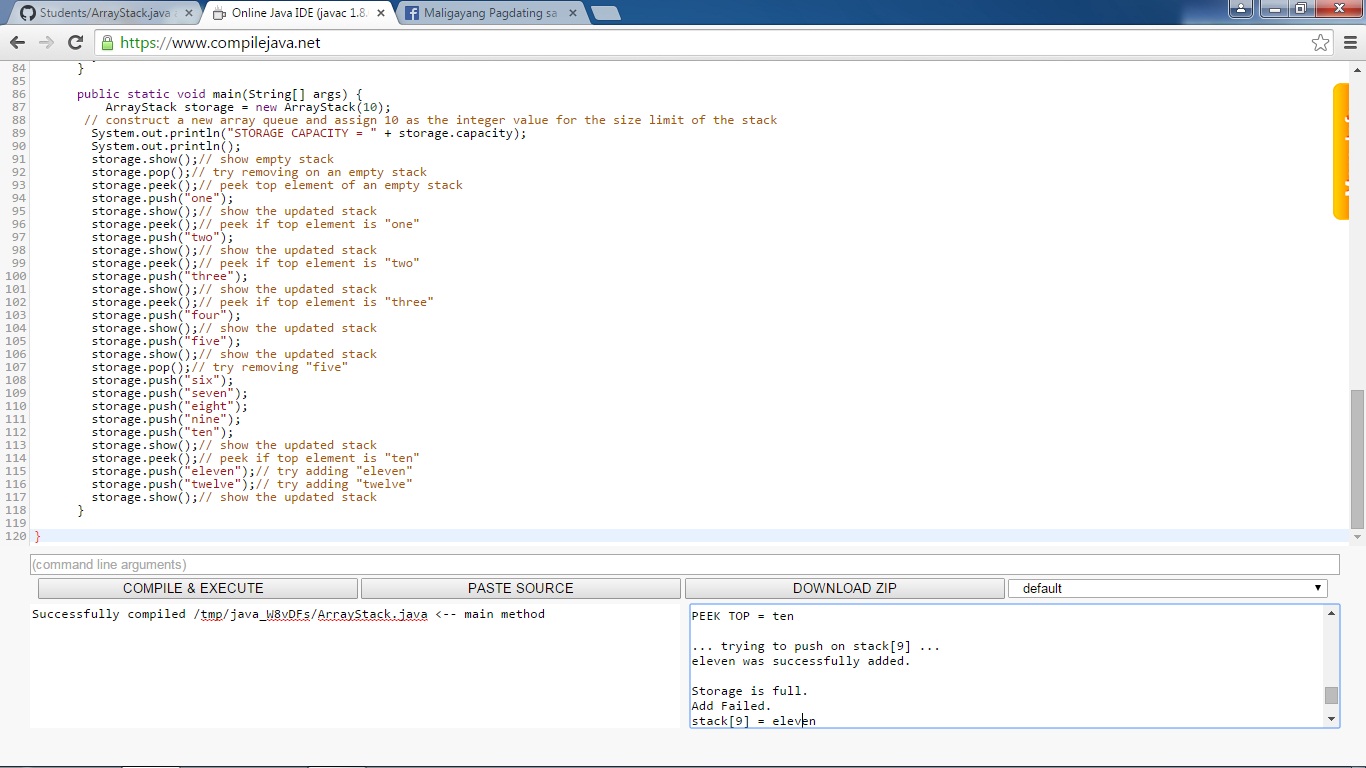 Students/ArrayStack.java a
Online Java IDE (javac 1.8.
Maligayang Pagdating sa
https://www.compilejava.net
84 }
85
86 public static void main(String[] args) {
87 ArrayStack storage = new ArrayStack(10);
88 // construct a new array queue and assign 10 as the integer value for the size limit of the stack
89 System.out.println("STORAGE CAPACITY = " + storage.capacity);
90 System.out.println();
91 storage.show();// show empty stack
92 storage.pop();// try removing on an empty stack
93 storage.peek();// peek top element of an empty stack
94 storage.push("one");
95 storage.show();// show the updated stack
96 storage.peek();// peek if top element is "one"
97 storage.push("two");
98 storage.show();// show the updated stack
99 storage.peek();// peek if top element is "two"
100 storage.push("three");
101 storage.show();// show the updated stack
102 storage.peek();// peek if top element is "three"
103 storage.push("four");
104 storage.show();// show the updated stack
105 storage.push("five");
106 storage.show();// show the updated stack
107 storage.pop();// try removing "five"
108 storage.push("six");
109 storage.push("seven");
110 storage.push("eight");
111 storage.push("nine");
112 storage.push("ten");
113 storage.show();// show the updated stack
114 storage.peek();// peek if top element is "ten"
115 storage.push("eleven");// try adding "eleven"
116 storage.push("twelve");// try adding "twelve"
117 storage.show();// show the updated stack
118 }
119
120 }
(command line arguments)
COMPILE & EXECUTE
PASTE SOURCE
DOWNLOAD ZIP
default
Successfully compiled /tmp/java_W8vDFs/ArrayStack.java <-- main method
PEEK TOP = ten
... trying to push on stack[9] ...
eleven was successfully added.
Storage is full.
Add Failed.
stack[9] = eleven